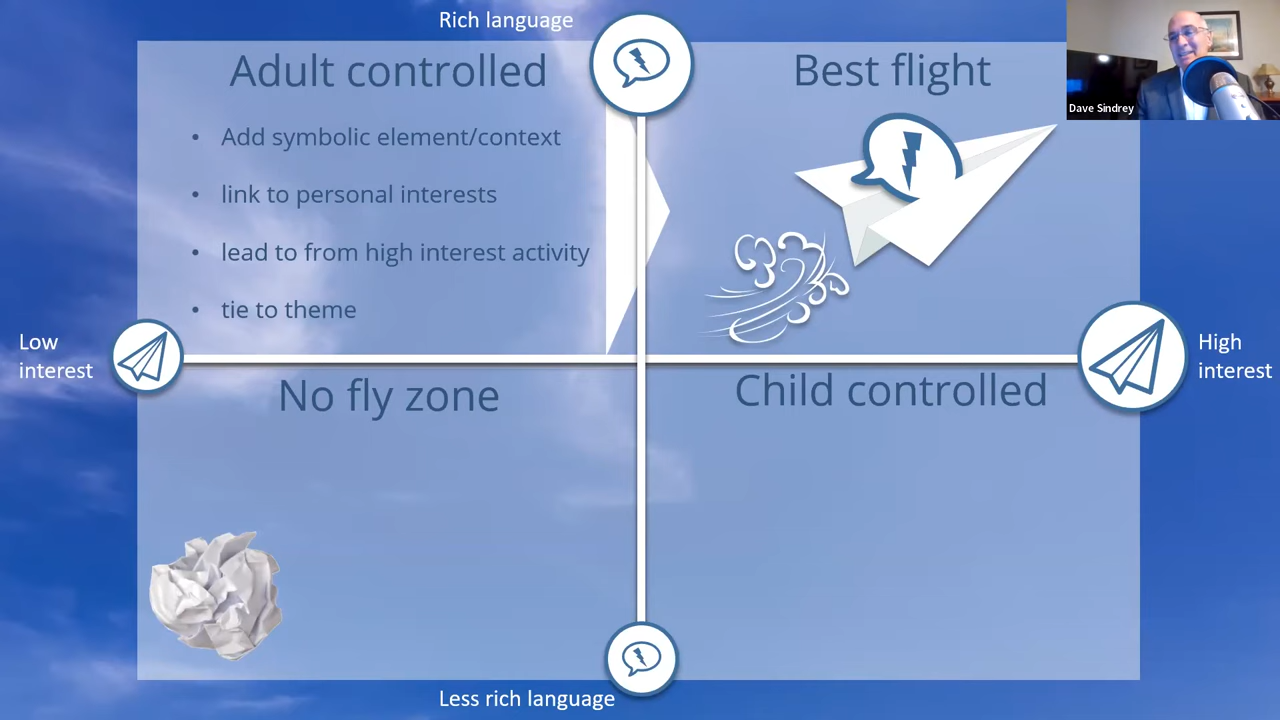 Rich language
Adult controlled
• Add symbolic element/context
• link to personal interests
• lead to from high interest activity
• tie to theme
Best flight
Dave Sindrey
Low
interest
High
interest
No fly zone
Child controlled
Less rich language